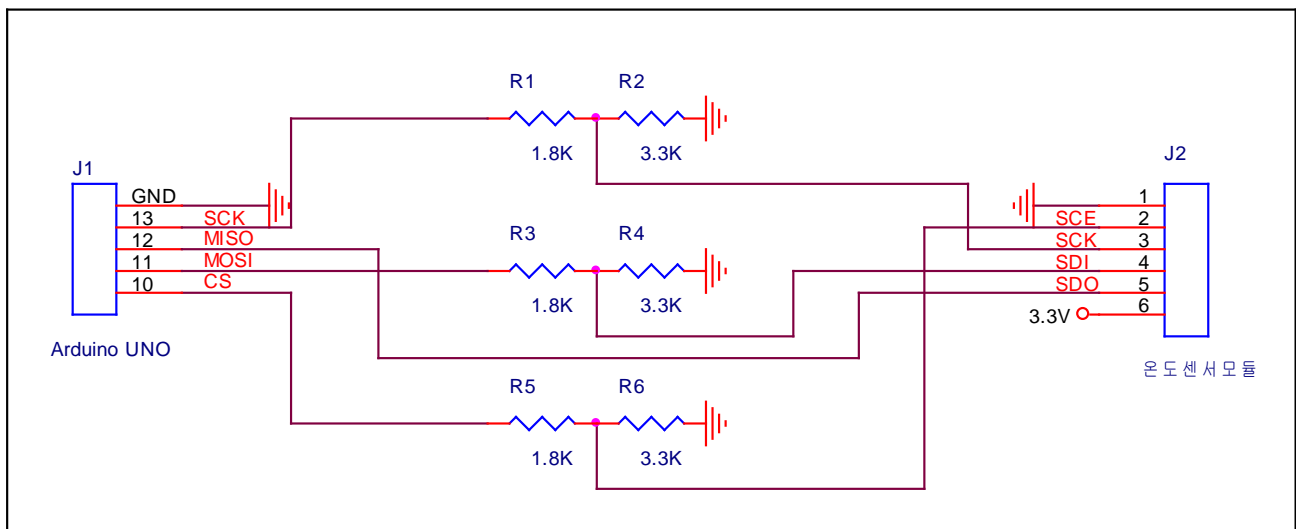 R1
R2
1.8K
3.3K
J1
J2
GND
1
13
SCK
SCE
2
12
MISO
SCK
3
R3
R4
11
MOSI
SDI
4
10
CS
SDO
5
1.8K
3.3K
3.3V
6
Arduino UNO
온도센서모듈
R5
R6
1.8K
3.3K